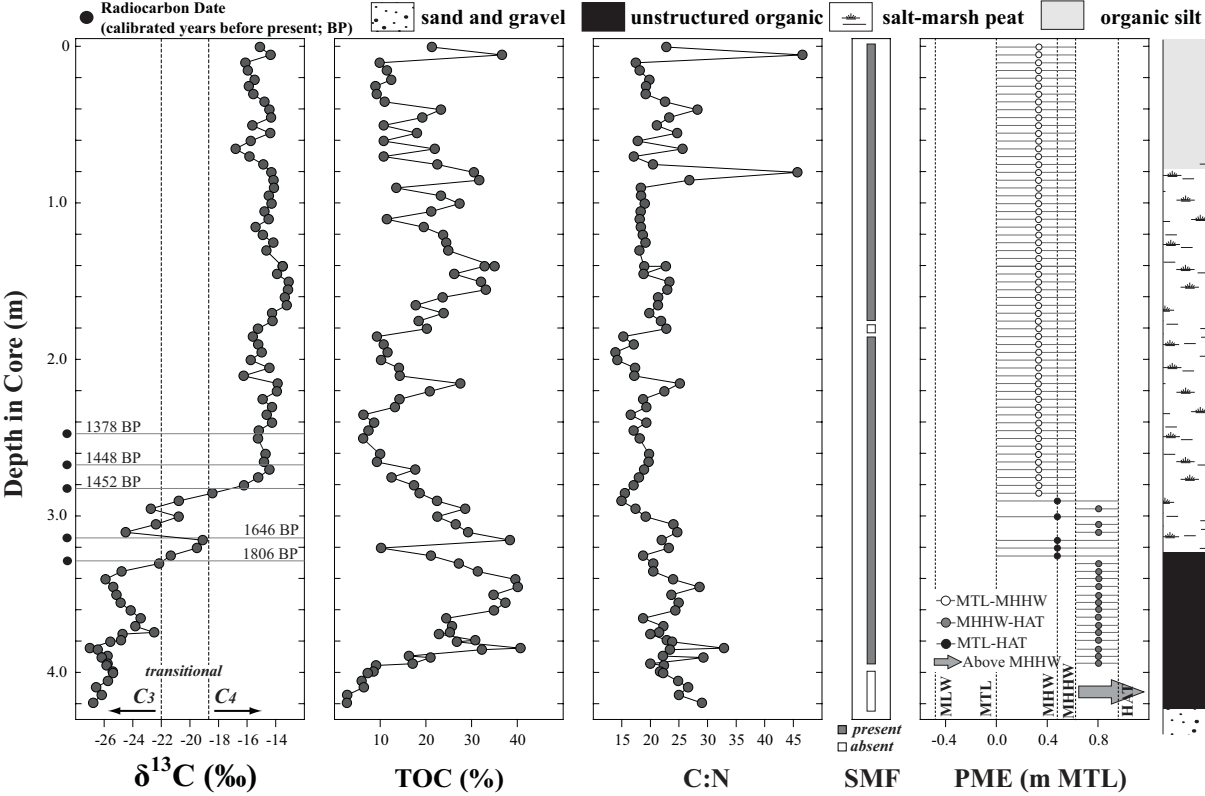 Radiocarbon Date
(calibrated years before present; BP)
sand and gravel
unstructured organic
salt-marsh peat
organic silt
Depth in Core (m)
0
1.0
2.0
3.0
4.0
1378 BP
1448 BP
1452 BP
1646 BP
1806 BP
transitional
C3
C4
-26 -24 -22 -20 -18 -16 -14
δ13C (‰)
10 20 30 40
TOC (%)
15 20 25 30 35 40 45
C:N
present
absent
SMF
MTL-MHHW
MHHW-HAT
MTL-HAT
Above MHHW
MLW
MTL
MHW
MHHW
HAT
-0.4 0.0 0.4 0.8
PME (m MTL)